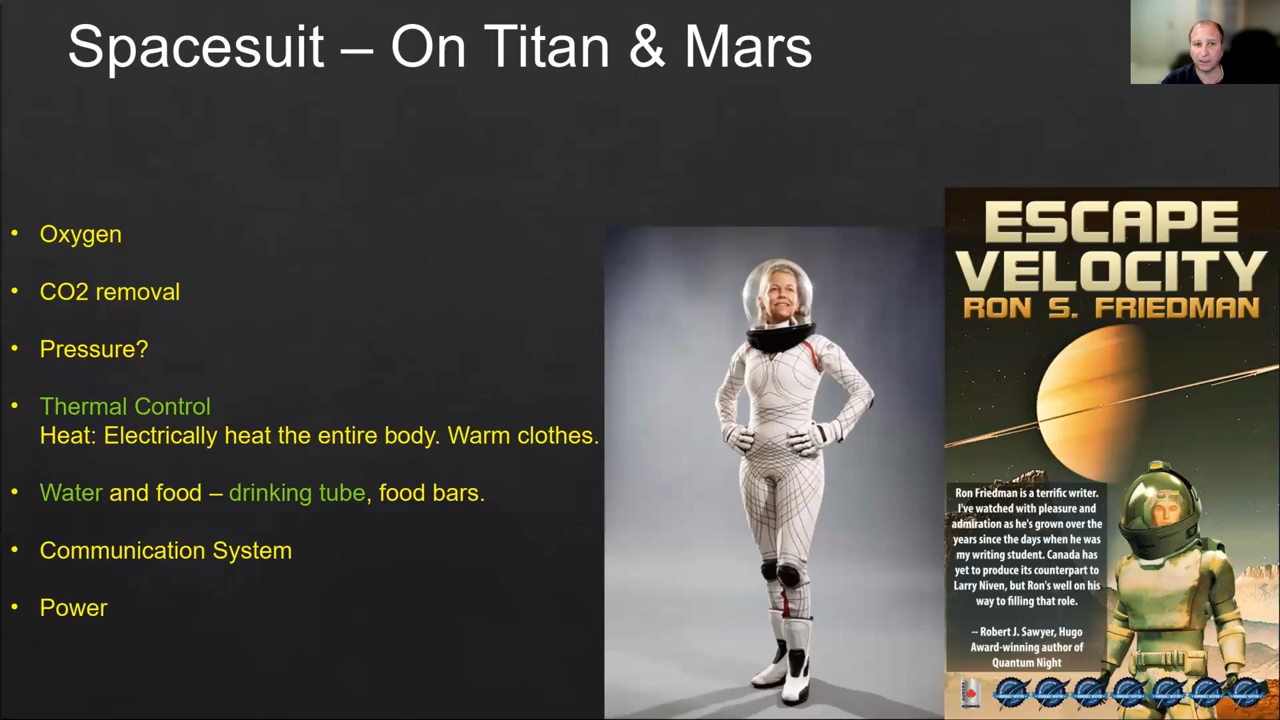 Spacesuit – On Titan & Mars
• Oxygen
• CO2 removal
• Pressure?
• Thermal Control
Heat: Electrically heat the entire body. Warm clothes.
• Water and food – drinking tube, food bars.
• Communication System
• Power
ESCAPE
VELOCITY
RON S. FRIEDMAN
Ron Friedman is a terrific writer.
I've watched with pleasure and
admiration as he's grown over the
years since the days when he was
my writing student. Canada has
yet to produce its counterpart to
Larry Niven, but Ron's well on his
way to filling that role.
-- Robert J. Sawyer, Hugo
Award-winning author of
Quantum Night